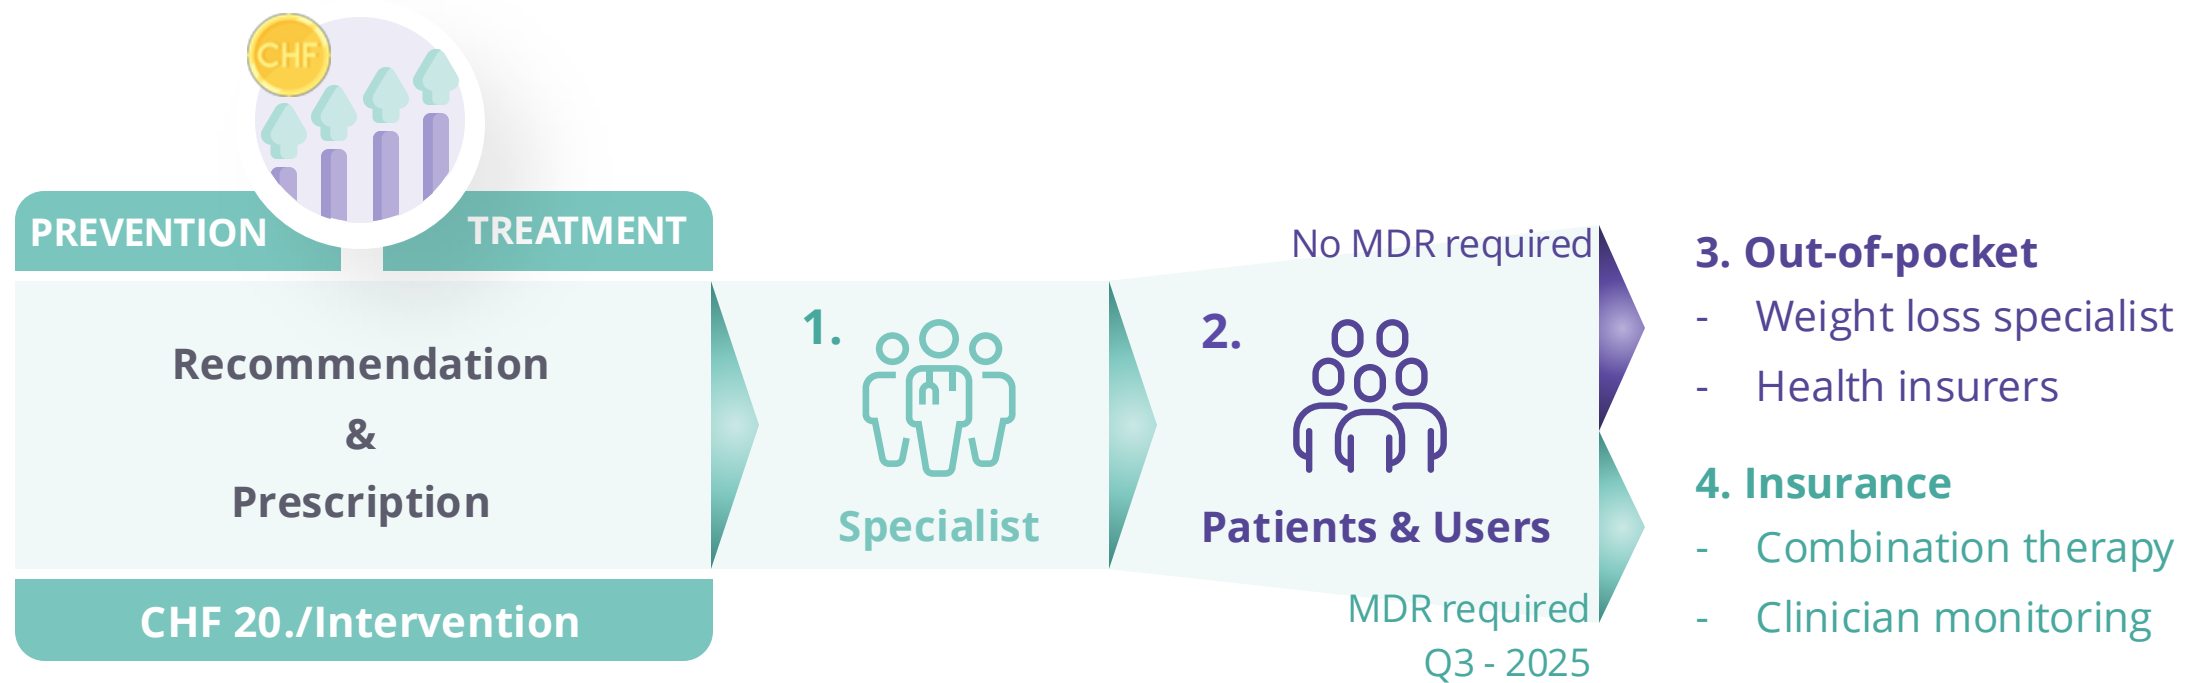 CHF
PREVENTION
TREATMENT
Recommendation
&
Prescription
CHF 20./Intervention
1.
Specialist
2.
Patients & Users
No MDR required
MDR required
Q3 - 2025
3. Out-of-pocket
- Weight loss specialist
- Health insurers
4. Insurance
- Combination therapy
- Clinician monitoring